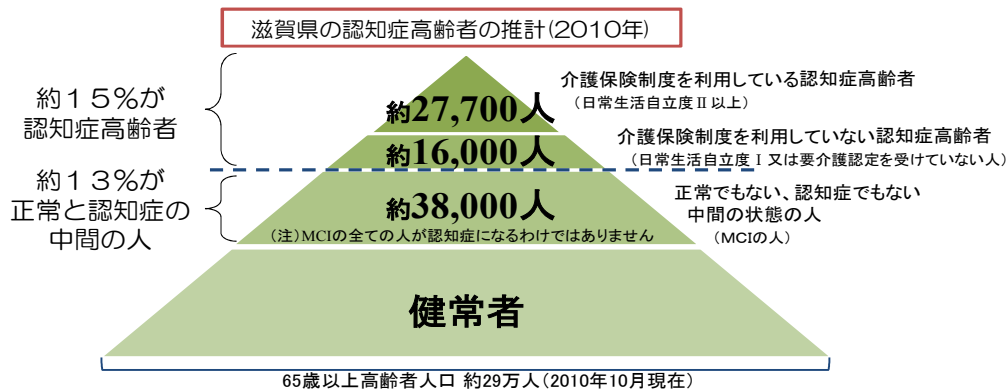 滋賀県の認知症高齢者の推計(2010年)
約15%が
認知症高齢者
約27,700人
介護保険制度を利用している認知症高齢者
(日常生活自立度Ⅱ以上)
約16,000人
介護保険制度を利用していない認知症高齢者
(日常生活自立度Ⅰ又は要介護認定を受けていない人)
約13%が
正常と認知症の
中間の人
約38,000人
(注)MCIの全ての人が認知症になるわけではありません
正常でもない、認知症でもない
中間の状態の人
(MCIの人)
健常者
65歳以上高齢者人口 約29万人(2010年10月現在)